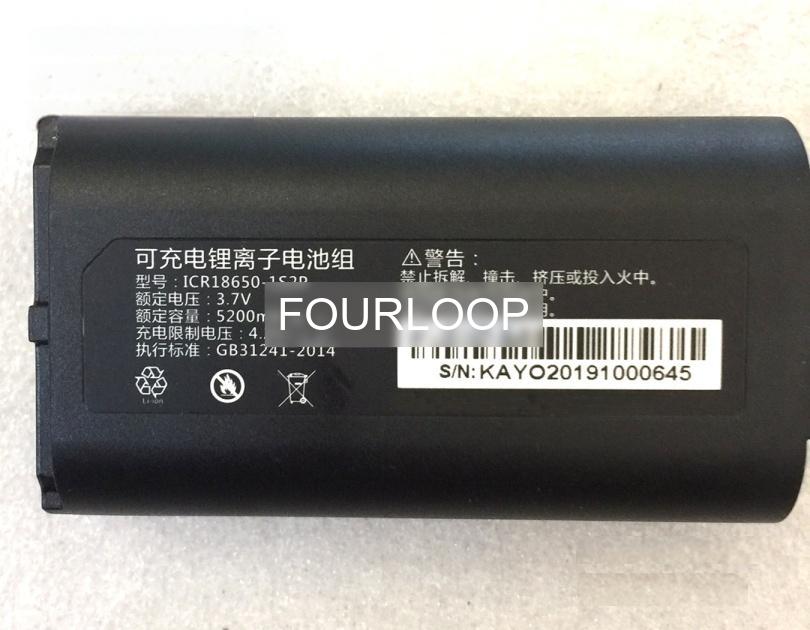 可充电锂离子电池组
型号：ICR18650-1S2P
额定电压：3.7V
额定容量：5200m
充电限制电压：4.
执行标准：GB31241-2014
Li-ion
⚠警告：
禁止拆解、撞击、挤压或投入火中。
FOURLOOP
S/N:KAYO20191000645